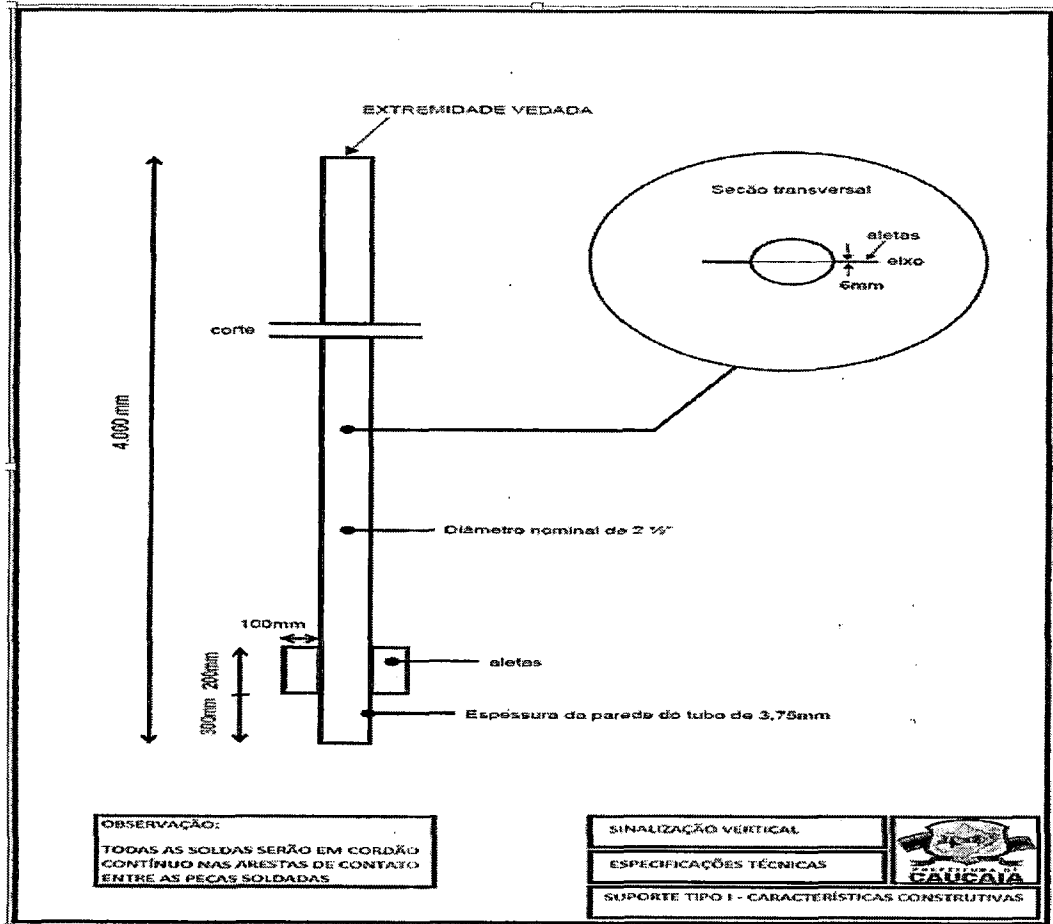 EXTREMIDADE VEDADA
Secão transversal
aletas
eixo
6mm
corte
4.000 mm
Diâmetro nominal de 2 ½"
100mm
200mm
aletas
300mm
Espessura da parede do tubo de 3,75mm
OBSERVAÇÃO:
TODAS AS SOLDAS SERÃO EM CORDÃO
CONTÍNUO NAS ARESTAS DE CONTATO
ENTRE AS PEÇAS SOLDADAS
SINALIZAÇÃO VERTICAL
ESPECIFICAÇÕES TÉCNICAS
PREFEITURA DE
CAUCAIA
SUPORTE TIPO I - CARACTERÍSTICAS CONSTRUTIVAS